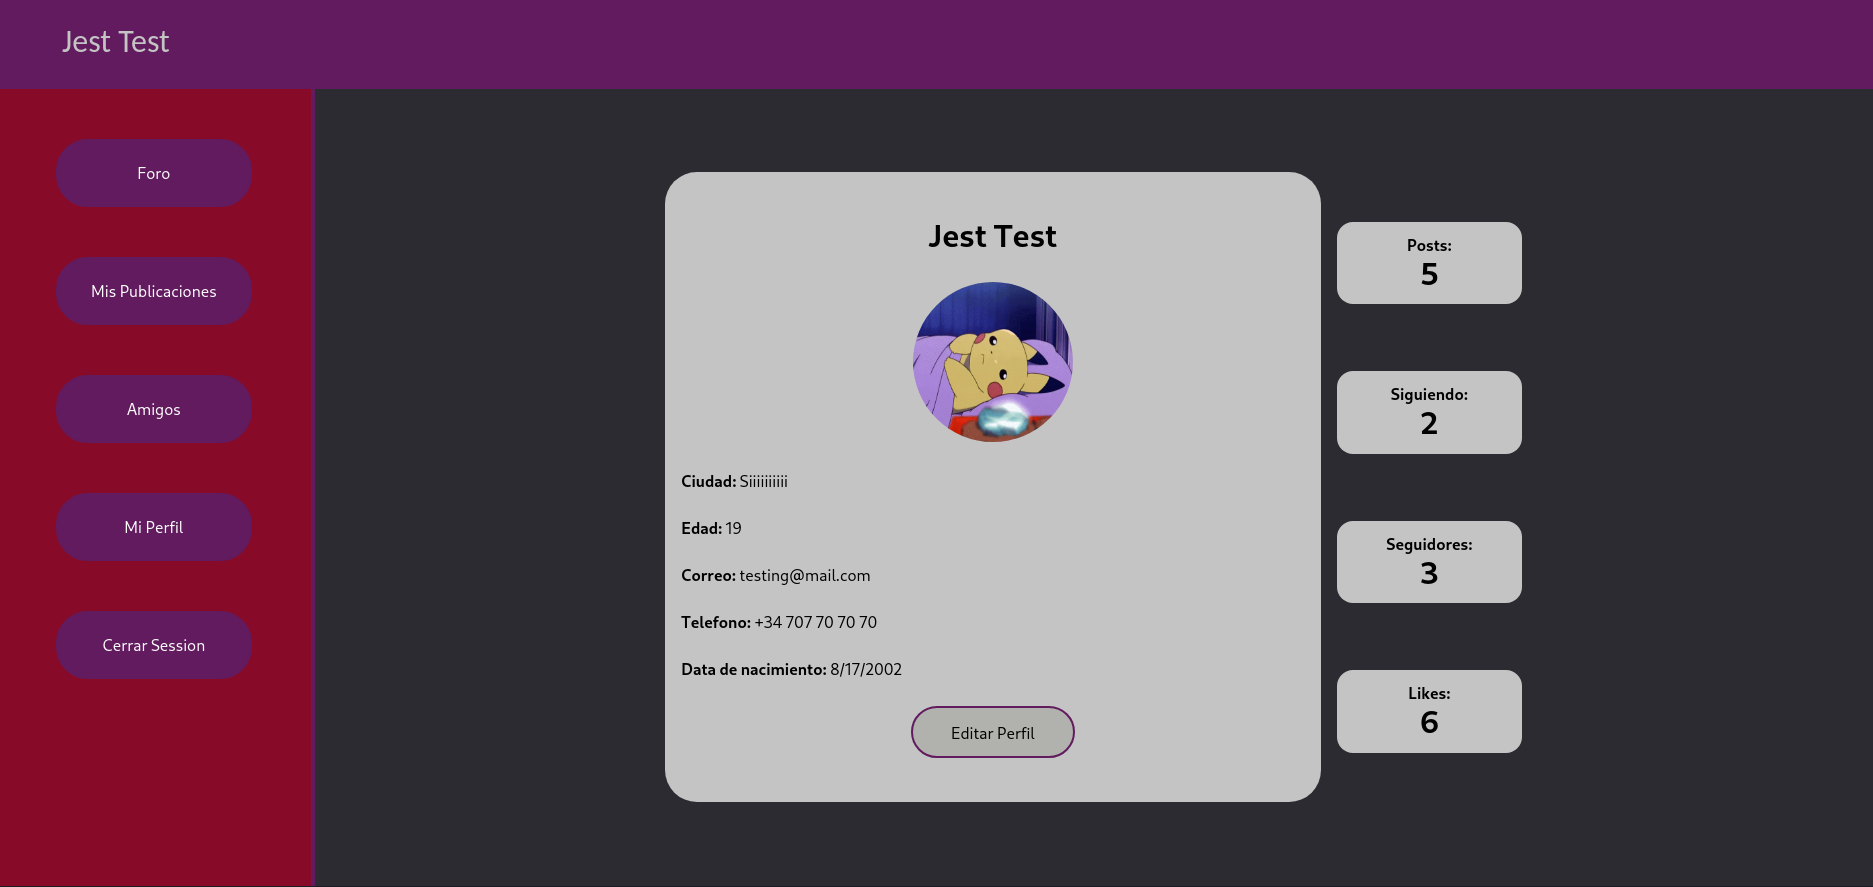 Jest Test
Foro
Mis Publicaciones
Amigos
Mi Perfil
Cerrar Session
Jest Test
Ciudad: Siiiiiiiiii
Edad: 19
Correo: testing@mail.com
Telefono: +34 707 70 70 70
Data de nacimiento: 8/17/2002
Editar Perfil
Posts:
5
Siguiendo:
2
Seguidores:
3
Likes:
6